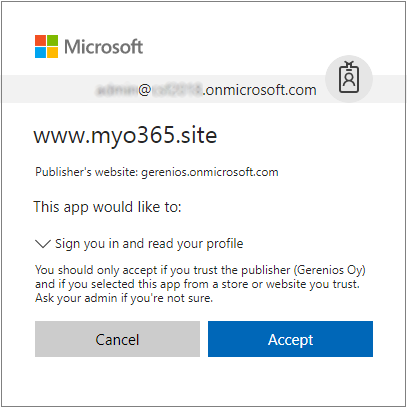 Microsoft
@ .onmicrosoft.com
www.myo365.site
Publisher's website: gerenios.onmicrosoft.com
This app would like to:
Sign you in and read your profile
You should only accept if you trust the publisher (Gerenios Oy)
and if you selected this app from a store or website you trust.
Ask your admin if you're not sure.
Cancel
Accept